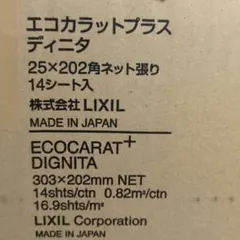 エコカラットプラス
ディニタ
25×202角ネット張り
14シート入
株式会社 LIXIL
MADE IN JAPAN
ECOCARAT+
DIGNITA
303×202mm NET
14shts/ctn 0.82m²/ctn
16.9shts/m²
LIXIL Corporation
MADE IN JAPAN